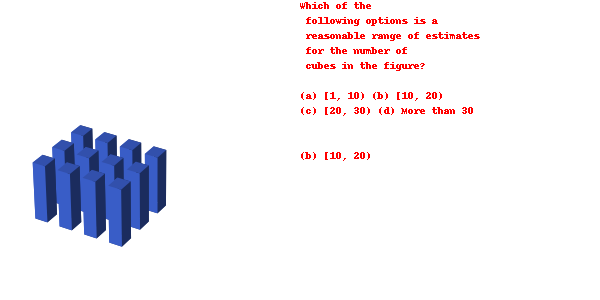 Which of the
following options is a
reasonable range of estimates
for the number of
cubes in the figure?
(a) [1, 10) (b) [10, 20)
(c) [20, 30) (d) More than 30
(b) [10, 20)